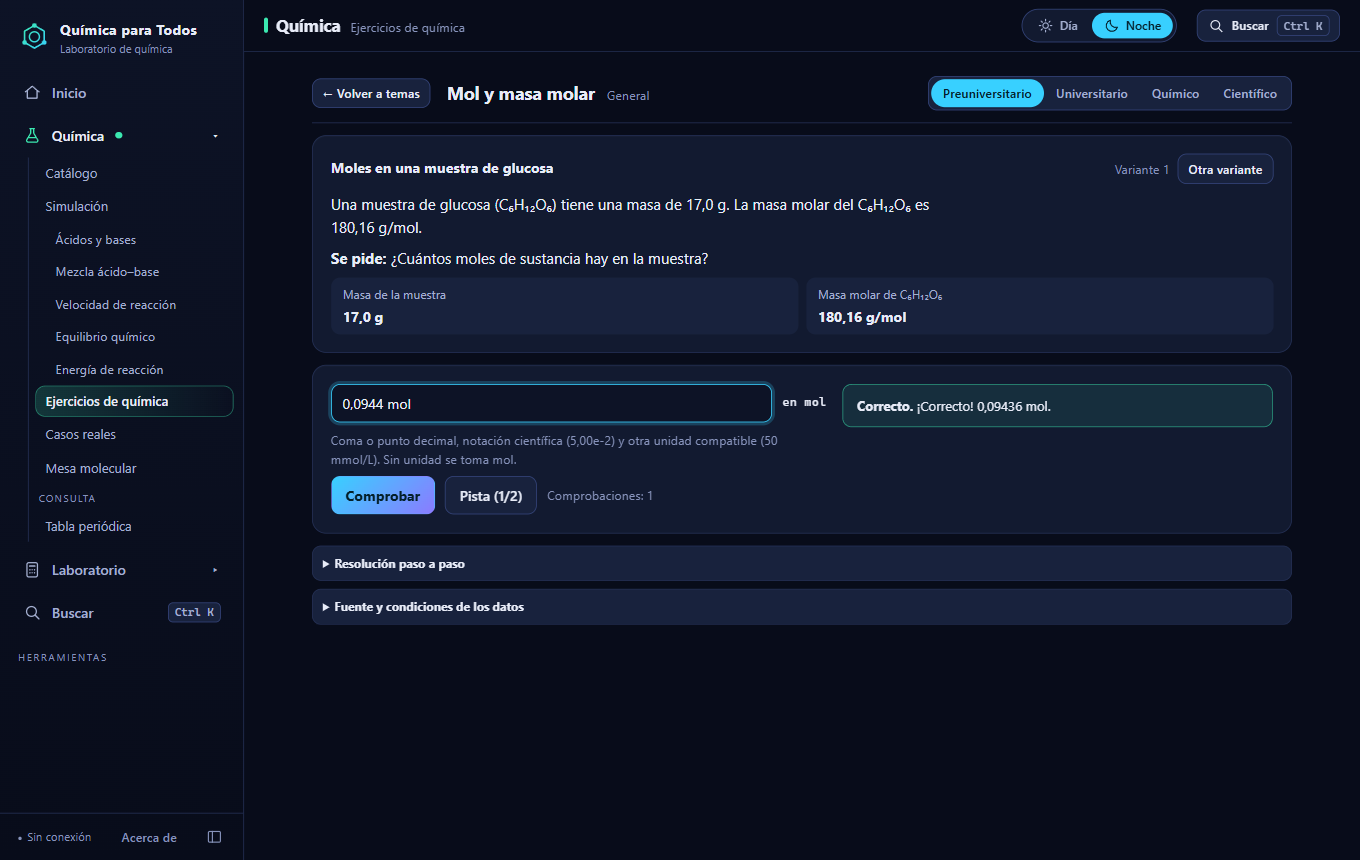 Química para Todos
Laboratorio de química
Inicio
Química
Catálogo
Simulación
Ácidos y bases
Mezcla ácido–base
Velocidad de reacción
Equilibrio químico
Energía de reacción
Ejercicios de química
Casos reales
Mesa molecular
CONSULTA
Tabla periódica
Laboratorio
Buscar Ctrl K
HERRAMIENTAS
• Sin conexión Acerca de
Química Ejercicios de química
Día Noche Buscar Ctrl K
← Volver a temas Mol y masa molar General
Preuniversitario Universitario Químico Científico
Moles en una muestra de glucosa
Variante 1 Otra variante
Una muestra de glucosa (C₆H₁₂O₆) tiene una masa de 17,0 g. La masa molar del C₆H₁₂O₆ es
180,16 g/mol.
Se pide: ¿Cuántos moles de sustancia hay en la muestra?
Masa de la muestra
17,0 g
Masa molar de C₆H₁₂O₆
180,16 g/mol
0,0944 mol en mol
Correcto. ¡Correcto! 0,09436 mol.
Coma o punto decimal, notación científica (5,00e-2) y otra unidad compatible (50
mmol/L). Sin unidad se toma mol.
Comprobar Pista (1/2) Comprobaciones: 1
▶ Resolución paso a paso
▶ Fuente y condiciones de los datos